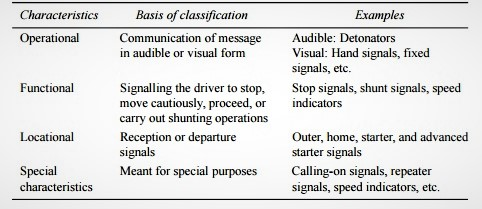 Characteristics Basis of classification Examples
Operational Communication of message Audible: Detonators
in audible or visual form Visual: Hand signals, fixed
signals, etc.
Functional Signalling the driver to stop, Stop signals, shunt signals, speed
move cautiously, proceed, or indicators
carry out shunting operations
Locational Reception or departure Outer, home, starter, and advanced
signals starter signals
Special Meant for special purposes Calling-on signals, repeater
characteristics signals, speed indicators, etc.